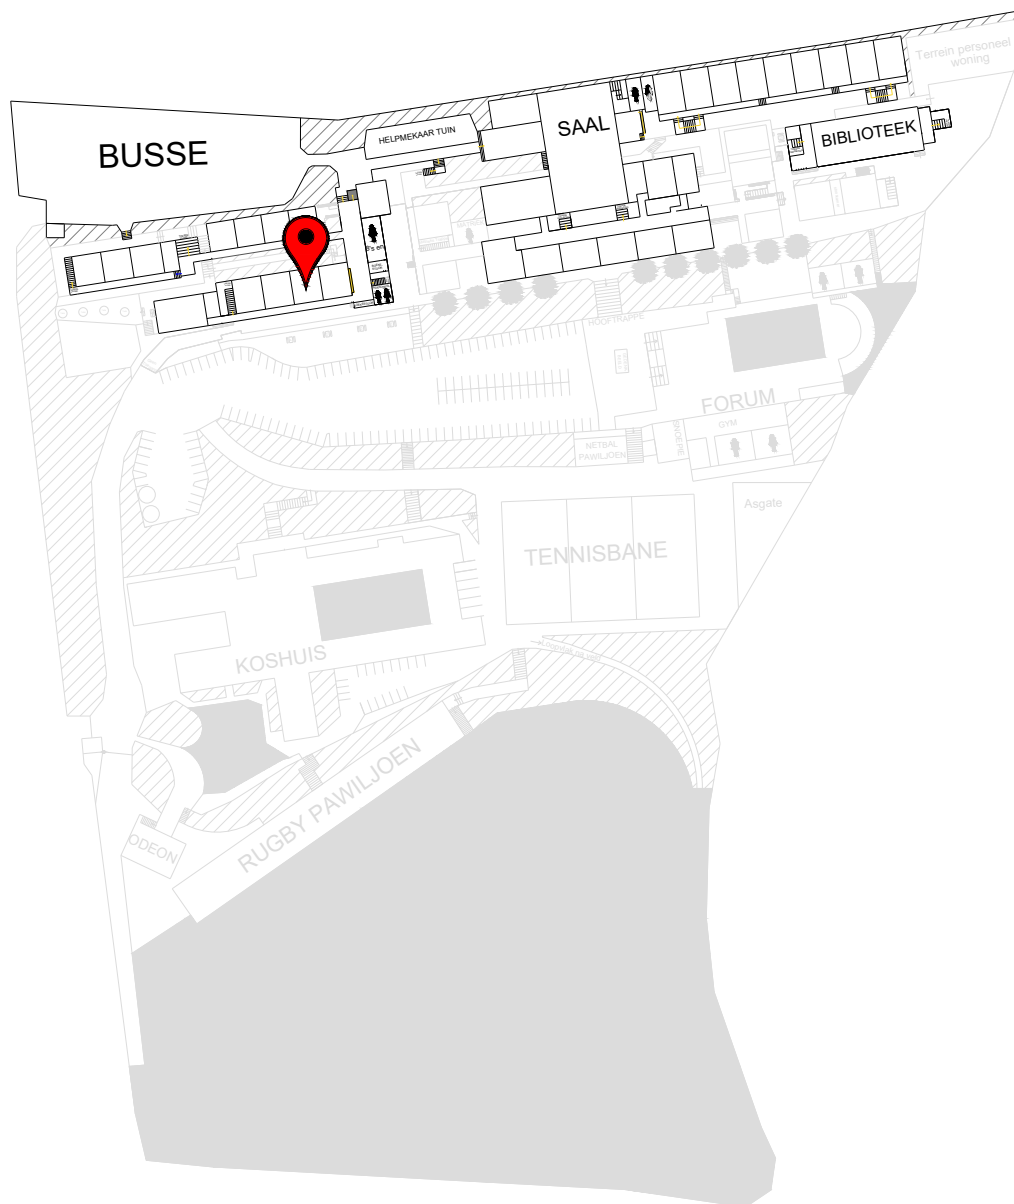 Terrein personeel
woning
BUSSE
HELPMEKAAR TUIN
SAAL
BIBLIOTEEK
HOOFTRAPPE
FORUM
GYM
NETBAL
PAWILJOEN
Asgate
TENNISBANE
KOSHUIS
RUGBY PAWILJOEN
ODEON